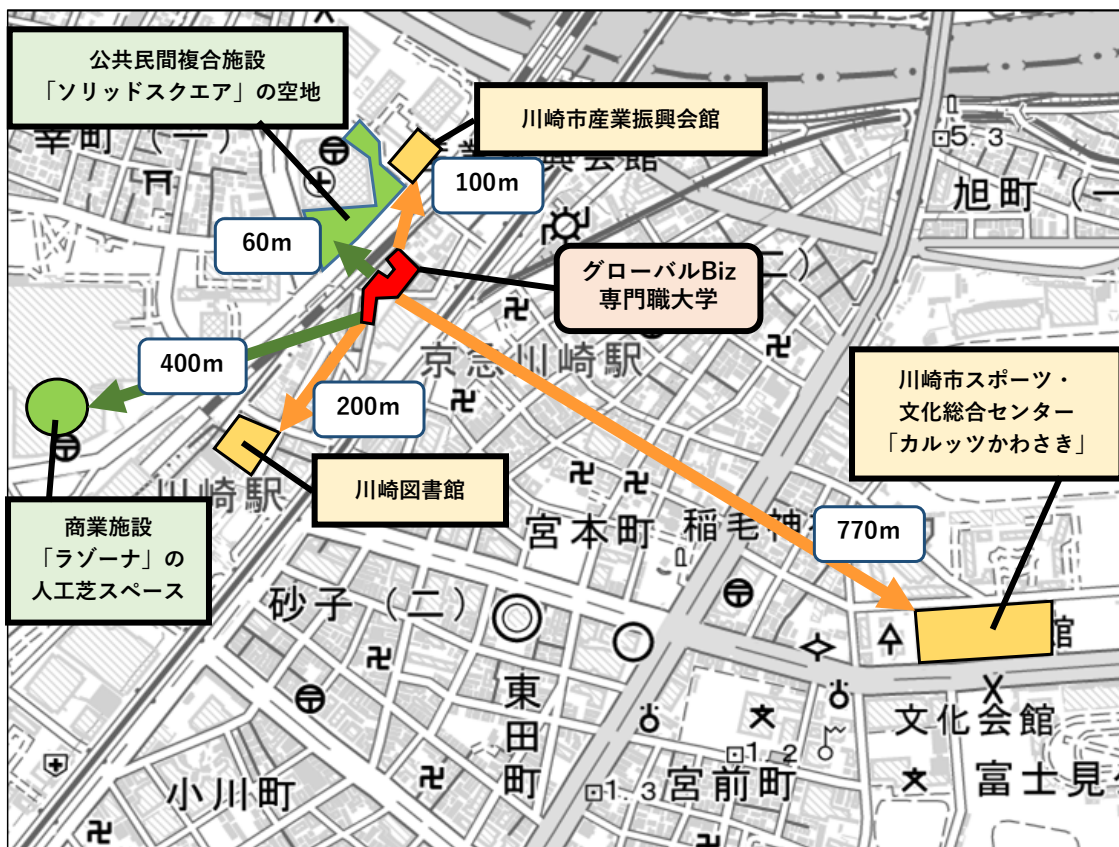 公共民間複合施設
「ソリッドスクエア」の空地
川崎市産業振興会館
興会館
幸町（一）
5.3
旭町（一
100m
60m
グローバルBiz
専門職大学
二）
京急川崎駅
400m
200m
川崎市スポーツ・
文化総合センター
「カルッツかわさき」
川崎図書館
川崎駅
商業施設
「ラゾーナ」の
人工芝スペース
宮本町
稲毛神
770m
砂子（二）
館
東田町
文化会館
1.2
1.3
宮前町
富士見
小川町